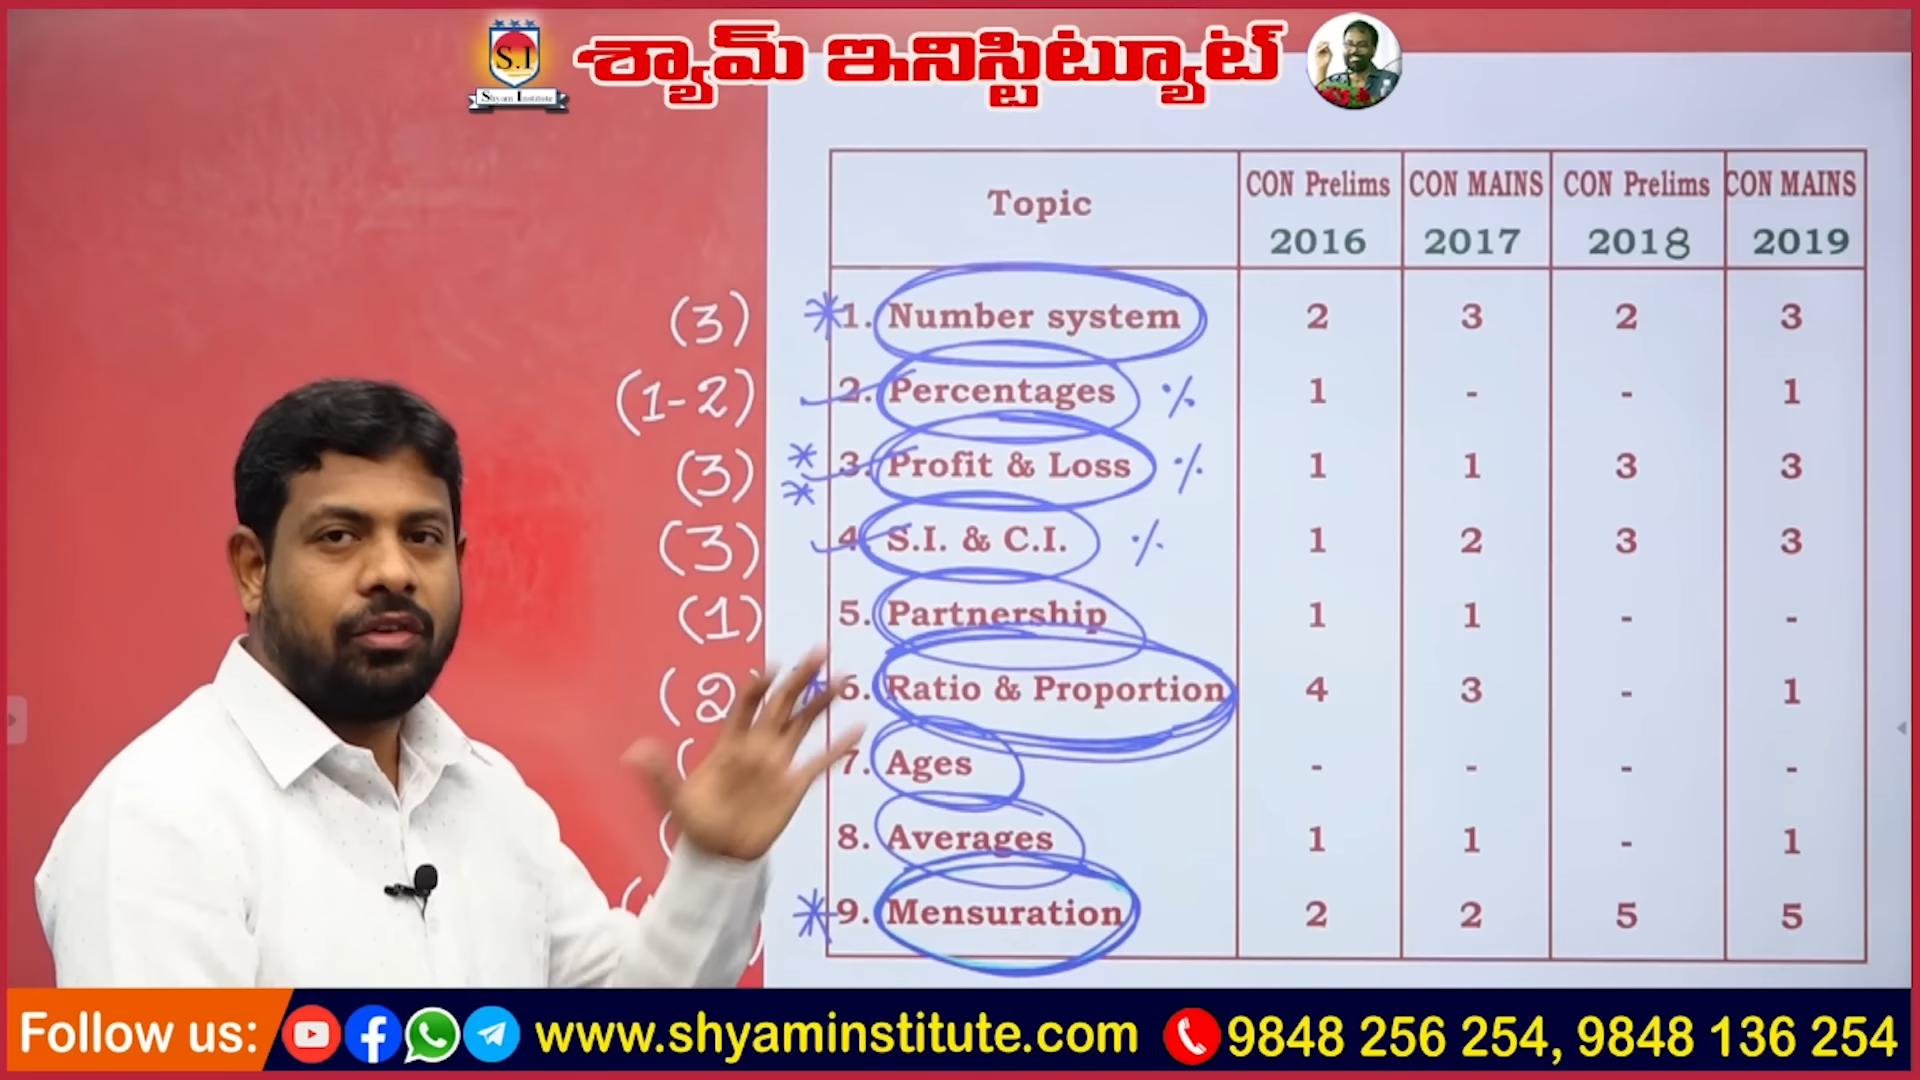 S.I
Shyam Institute
శ్యామ్ ఇనిస్టిట్యూట్
Topic CON Prelims 2016 CON MAINS 2017 CON Prelims 2018 CON MAINS 2019
(3) * 1. Number system 2 3 2 3
(1-2) 2. Percentages % 1 - - 1
(3) * * 3. Profit & Loss % 1 1 3 3
(3) 4. S.I. & C.I. % 1 2 3 3
(1) 5. Partnership 1 1 - -
(2) * 6. Ratio & Proportion 4 3 - 1
7. Ages - - - -
8. Averages 1 1 - 1
* 9. Mensuration 2 2 5 5
Follow us: www.shyaminstitute.com 9848 256 254, 9848 136 254